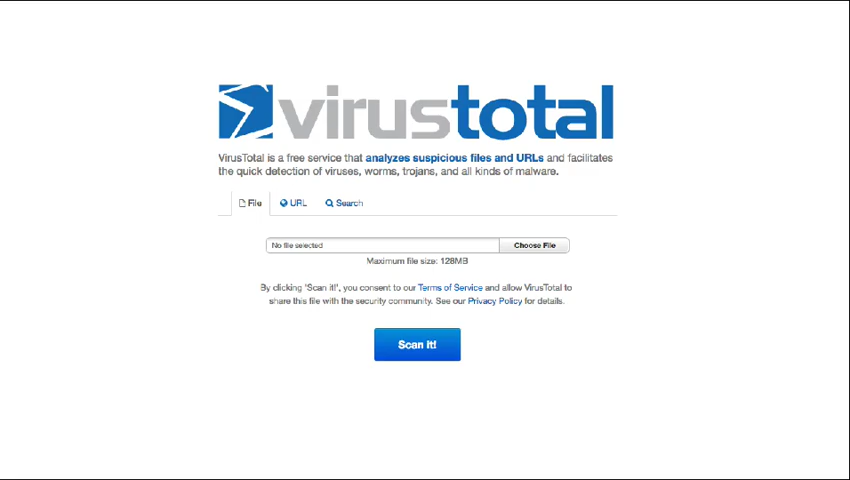 virustotal
VirusTotal is a free service that analyzes suspicious files and URLs and facilitates
the quick detection of viruses, worms, trojans, and all kinds of malware.
File URL Search
No file selected Choose File
Maximum file size: 128MB
By clicking 'Scan it!', you consent to our Terms of Service and allow VirusTotal to
share this file with the security community. See our Privacy Policy for details.
Scan it!